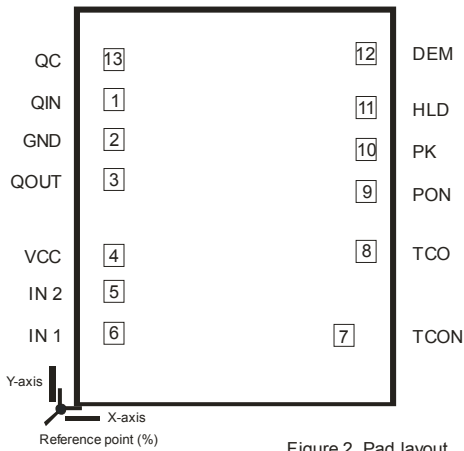 QC 13 12 DEM
QIN 1 11 HLD
GND 2 10 PK
QOUT 3 9 PON
VCC 4 8 TCO
IN 2 5
IN 1 6 7 TCON
Y-axis
X-axis
Reference point (%)
Figure 2. Pad layout